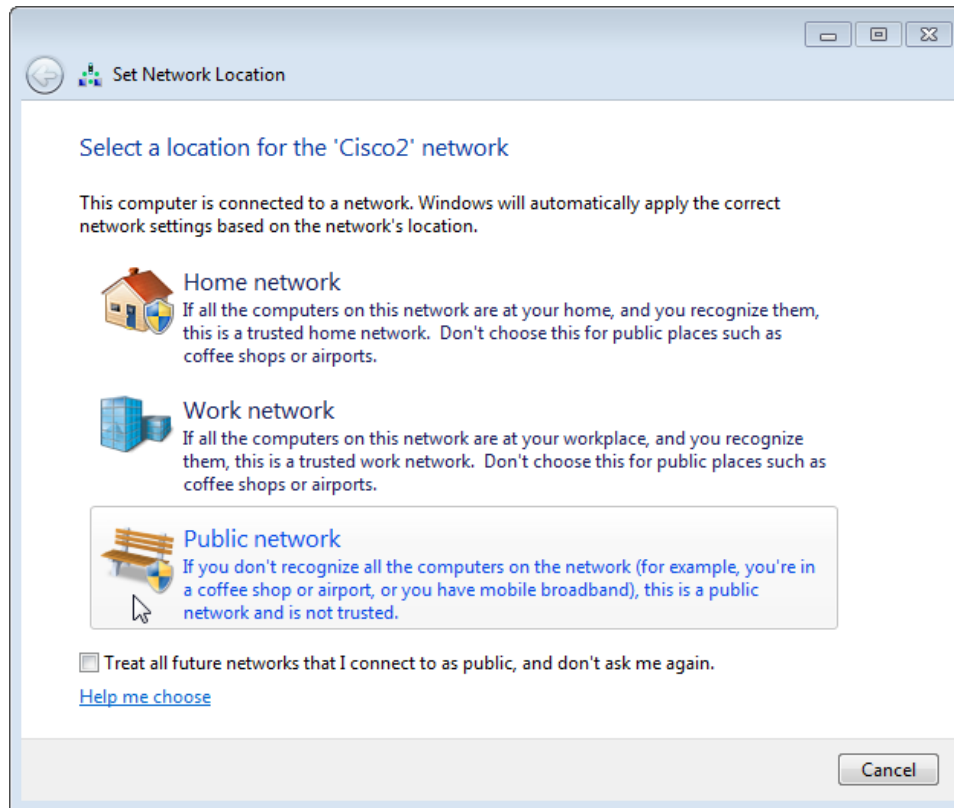 Set Network Location
Select a location for the 'Cisco2' network
This computer is connected to a network. Windows will automatically apply the correct
network settings based on the network's location.
Home network
If all the computers on this network are at your home, and you recognize them,
this is a trusted home network.  Don't choose this for public places such as
coffee shops or airports.
Work network
If all the computers on this network are at your workplace, and you recognize
them, this is a trusted work network.  Don't choose this for public places such as
coffee shops or airports.
Public network
If you don't recognize all the computers on the network (for example, you're in
a coffee shop or airport, or you have mobile broadband), this is a public
network and is not trusted.
Treat all future networks that I connect to as public, and don't ask me again.
Help me choose
Cancel